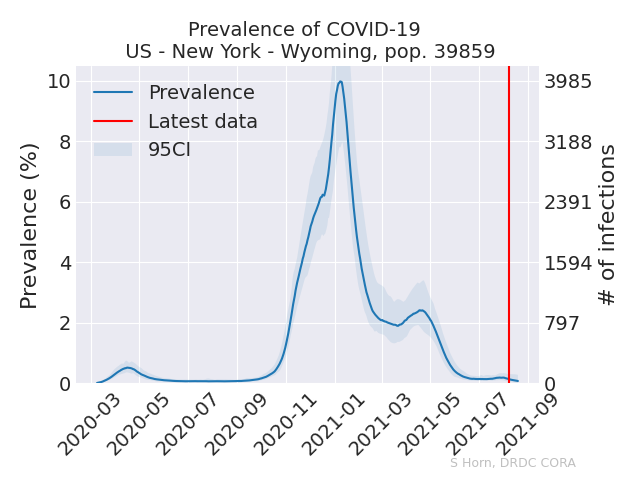 Prevalence of COVID-19
US - New York - Wyoming, pop. 39859
Prevalence
Latest data
95CI
Prevalence (%)
10
8
6
4
2
0
3985
3188
2391
1594
797
0
# of infections
2020-03
2020-05
2020-07
2020-09
2020-11
2021-01
2021-03
2021-05
2021-07
2021-09
S Horn, DRDC CORA